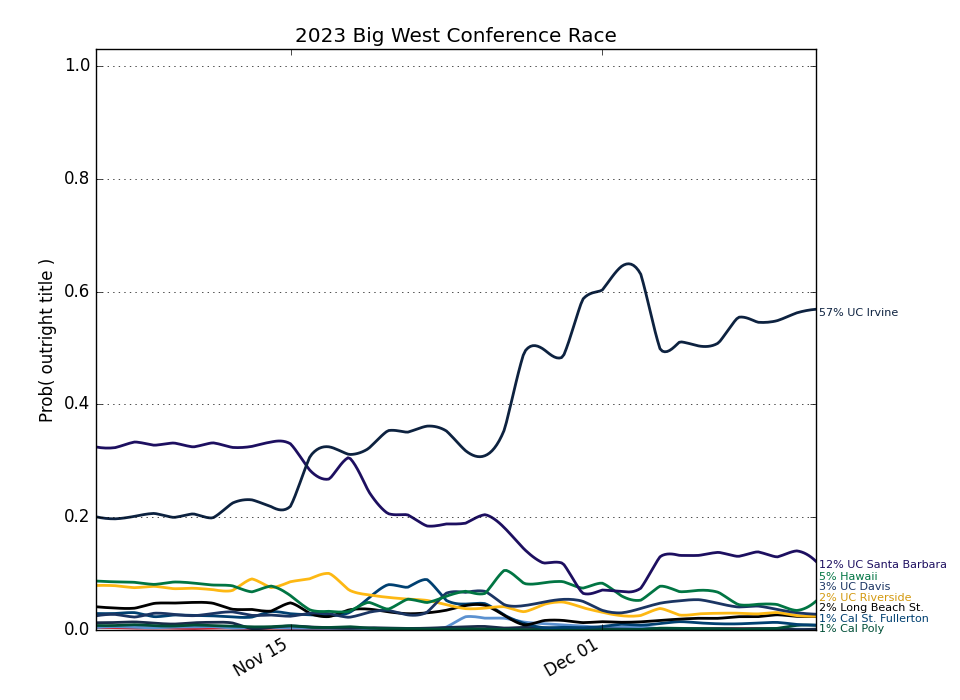 2023 Big West Conference Race
Prob( outright title )
1.0
0.8
0.6
0.4
0.2
0.0
Nov 15
Dec 01
57% UC Irvine
12% UC Santa Barbara
5% Hawaii
3% UC Davis
2% UC Riverside
2% Long Beach St.
1% Cal St. Fullerton
1% Cal Poly